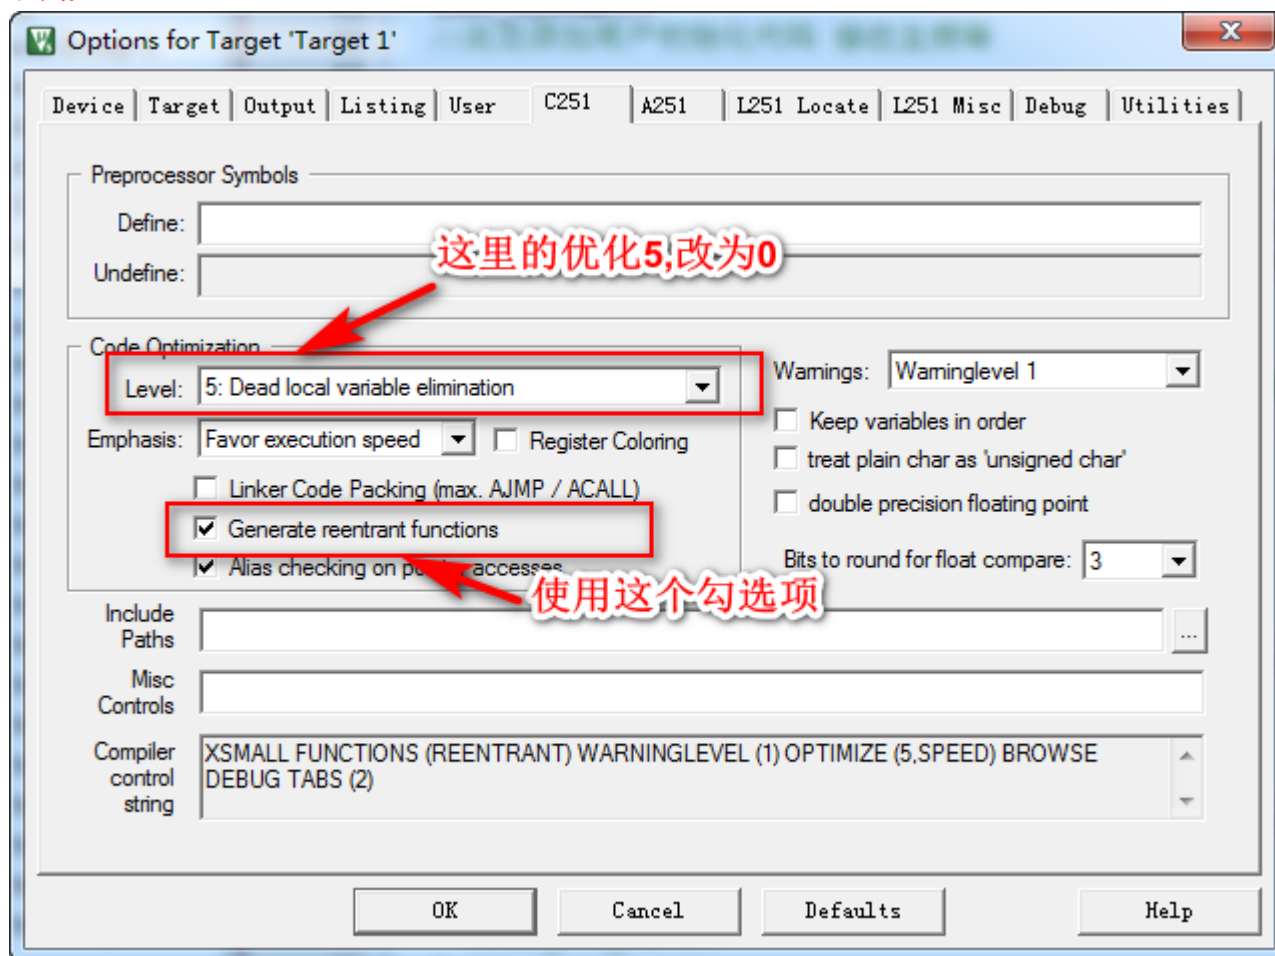 Options for Target 'Target 1'
Device Target Output Listing User C251 A251 L251 Locate L251 Misc Debug Utilities
Preprocessor Symbols
Define:
这里的优化5,改为0
Undefine:
Code Optimization
Level: 5: Dead local variable elimination
Warnings: Warninglevel 1
Keep variables in order
Emphasis: Favor execution speed Register Coloring
treat plain char as 'unsigned char'
Linker Code Packing (max. AJMP / ACALL)
double precision floating point
Generate reentrant functions
Alias checking on accesses
Bits to round for float compare: 3
使用这个勾选项
Include
Paths
...
Misc
Controls
Compiler
control
string
XSMALL FUNCTIONS (REENTRANT) WARNINGLEVEL (1) OPTIMIZE (5,SPEED) BROWSE
DEBUG TABS (2)
OK Cancel Defaults Help